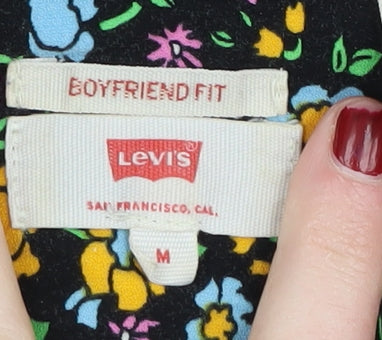 BOYFRIEND FIT
LEVI'S®
SAN FRANCISCO, CAL.
M